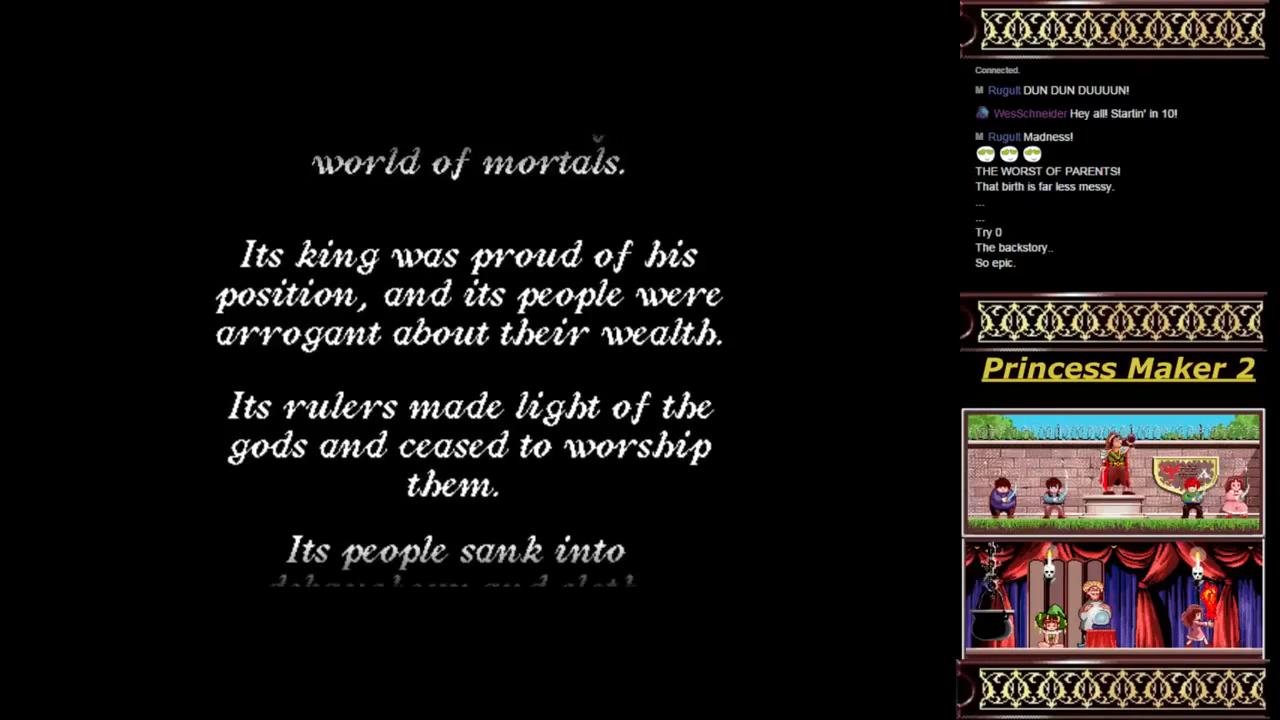 world of mortals.
Its king was proud of his
position, and its people were
arrogant about their wealth.
Its rulers made light of the
gods and ceased to worship
them.
Its people sank into
Connected.
M Rugult DUN DUN DUUUUN!
WesSchneider Hey all! Startin' in 10!
M Rugult Madness!
THE WORST OF PARENTS!
That birth is far less messy.
...
...
Try 0
The backstory..
So epic.
Princess Maker 2